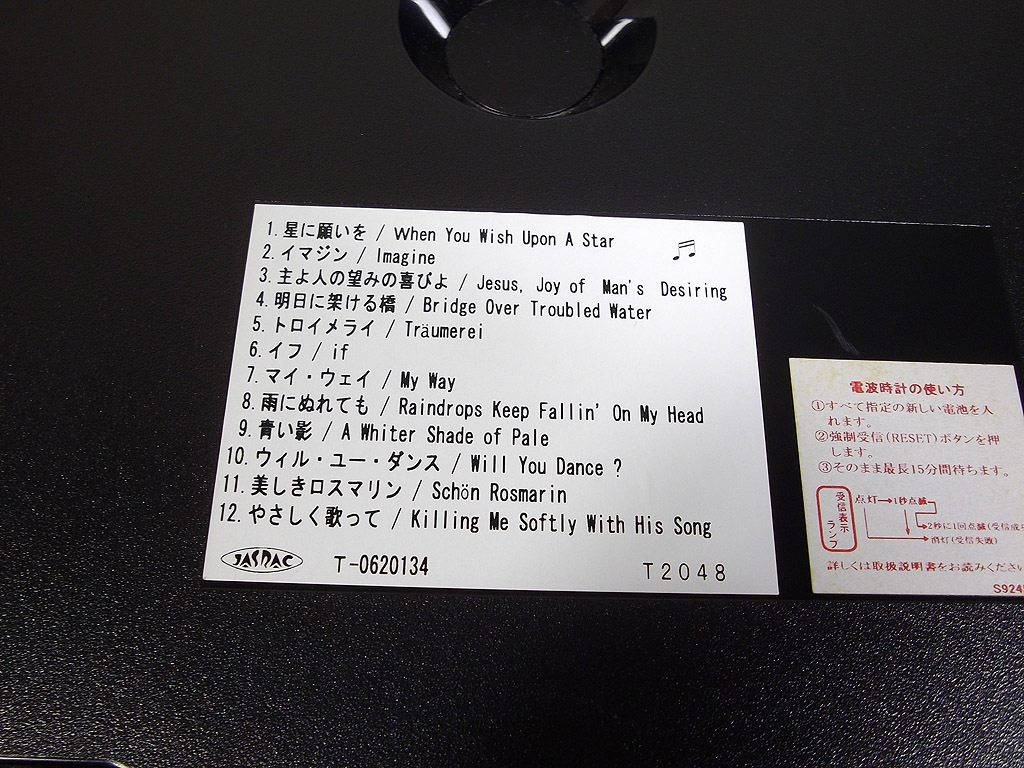 1. 星に願いを / When You Wish Upon A Star
2. イマジン / Imagine
3. 主よ人の望みの喜びよ / Jesus, Joy of Man's Desiring
4. 明日に架ける橋 / Bridge Over Troubled Water
5. トロイメライ / Träumerei
6. イフ / if
7. マイ・ウェイ / My Way
8. 雨にぬれても / Raindrops Keep Fallin' On My Head
9. 青い影 / A Whiter Shade of Pale
10. ウィル・ユー・ダンス / Will You Dance ?
11. 美しきロスマリン / Schön Rosmarin
12. やさしく歌って / Killing Me Softly With His Song
JASRAC T-0620134 T2048
電波時計の使い方
①すべて指定の新しい電池を入
れます。
②強制受信(RESET)ボタンを押
します。
③そのまま最長15分間待ちます。
受信表示
ランプ
点灯→1秒点滅
2秒に1回点滅(受信成
消灯(受信失敗)
詳しくは取扱説明書をお読みくださ
S924